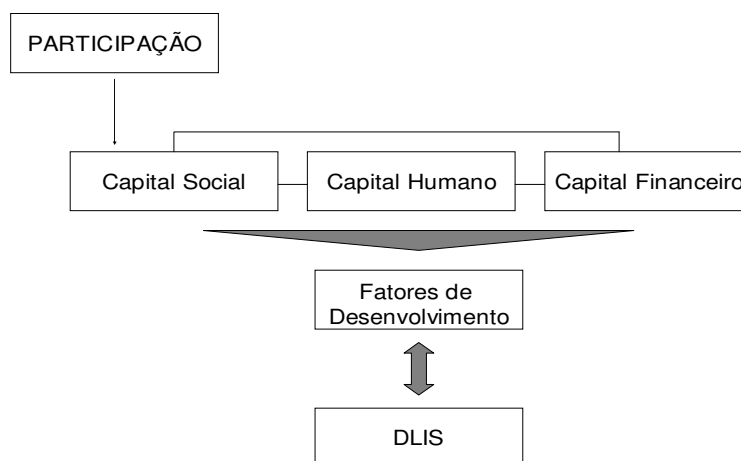 PARTICIPAÇÃO
Capital Social
Capital Humano
Capital Financeiro
Fatores de
Desenvolvimento
DLIS